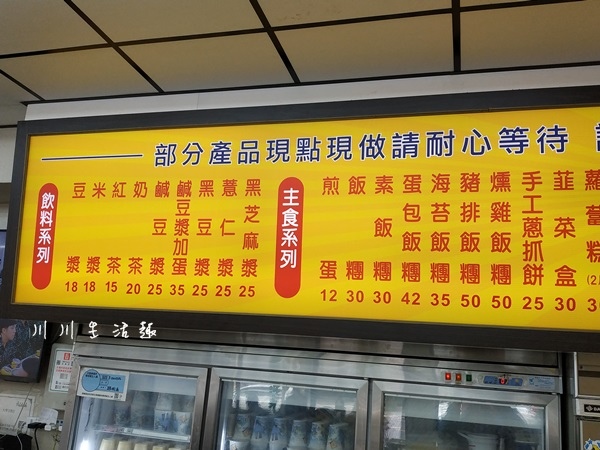 部分產品現點現做請耐心等待
飲料系列
豆漿 18
米漿 18
紅茶 15
奶茶 20
鹹豆漿 25
鹹豆漿加蛋 35
黑豆漿 25
薏仁漿 25
黑芝麻漿 25
主食系列
煎蛋 12
飯糰 30
素飯糰 30
蛋包飯糰 42
海苔飯糰 35
豬排飯糰 50
燻雞飯糰 50
手工蔥抓餅 25
韮菜盒 30
蘿蔔糕
川川生活趣